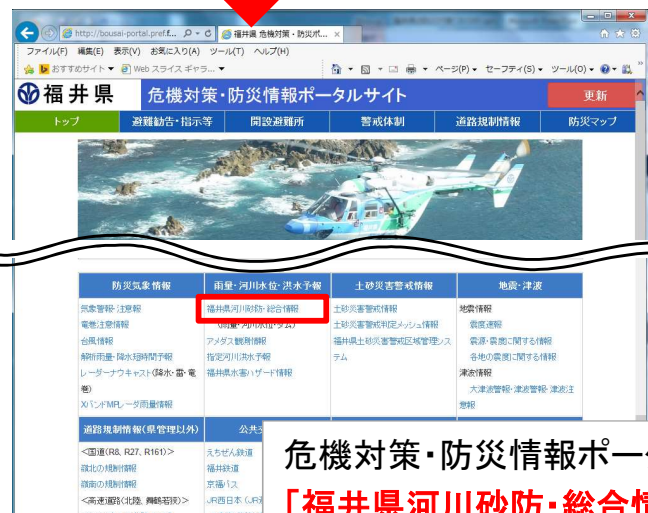 http://bousai-portal.pref.f...
福井県 危機対策・防災ポ...
ファイル(F) 編集(E) 表示(V) お気に入り(A) ツール(T) ヘルプ(H)
おすすめサイト Web スライス ギャラ...
ページ(P) セーフティ(S) ツール(O)
福井県 危機対策・防災情報ポータルサイト 更新
トップ 避難勧告・指示等 開設避難所 警戒体制 道路規制情報 防災マップ
防災気象情報 雨量・河川水位・洪水予報 土砂災害警戒情報 地震・津波
気象警報・注意報 福井県河川砂防・総合情報 土砂災害警戒情報 地震情報
竜巻注意情報 (雨量・河川水位・ダム) 土砂災害警戒判定メッシュ情報 震度速報
台風情報 アメダス観測情報 福井県土砂災害警戒区域管理シス 震源・震度に関する情報
解析雨量・降水短時間予報 指定河川洪水予報 テム 各地の震度に関する情報
レーダーナウキャスト(降水・雷・竜 福井県水害ハザード情報 津波情報
巻) 大津波警報・津波警報・津波注
XバンドMPレーダ雨量情報 意報
道路規制情報(県管理以外) 公共交
<国道(R8, R27, R161)> えちぜん鉄道
嶺北の規制情報 福井鉄道
嶺南の規制情報 京福バス
<高速道路(北陸, 舞鶴若狭)> JR西日本
危機対策・防災情報ポー
「福井県河川砂防・総合情